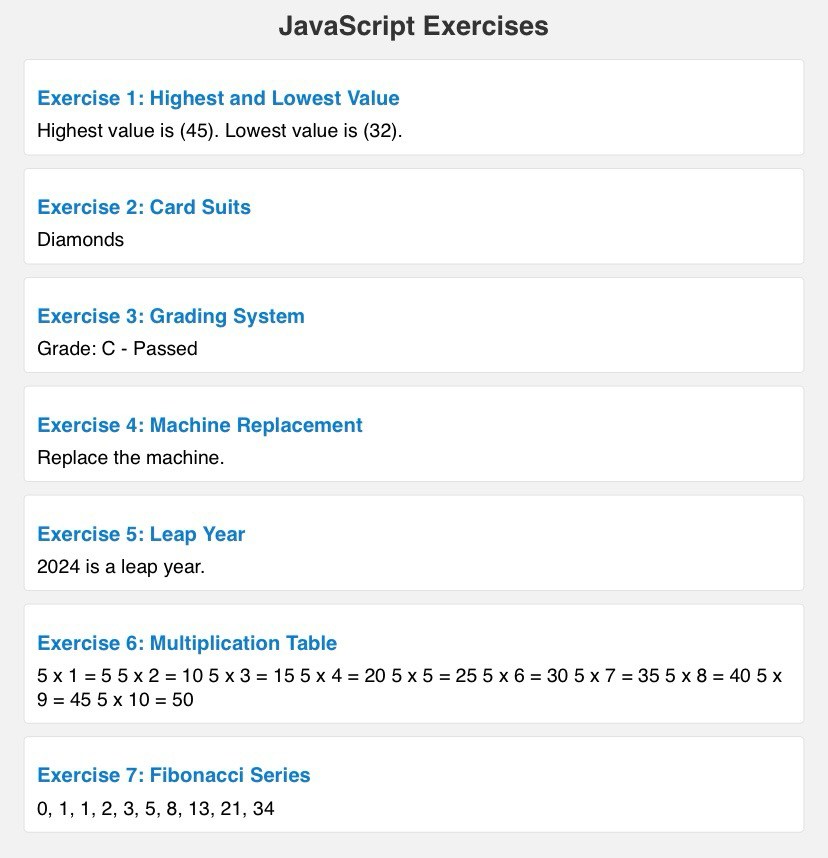 JavaScript Exercises
Exercise 1: Highest and Lowest Value
Highest value is (45). Lowest value is (32).
Exercise 2: Card Suits
Diamonds
Exercise 3: Grading System
Grade: C - Passed
Exercise 4: Machine Replacement
Replace the machine.
Exercise 5: Leap Year
2024 is a leap year.
Exercise 6: Multiplication Table
5 x 1 = 5 5 x 2 = 10 5 x 3 = 15 5 x 4 = 20 5 x 5 = 25 5 x 6 = 30 5 x 7 = 35 5 x 8 = 40 5 x
9 = 45 5 x 10 = 50
Exercise 7: Fibonacci Series
0, 1, 1, 2, 3, 5, 8, 13, 21, 34